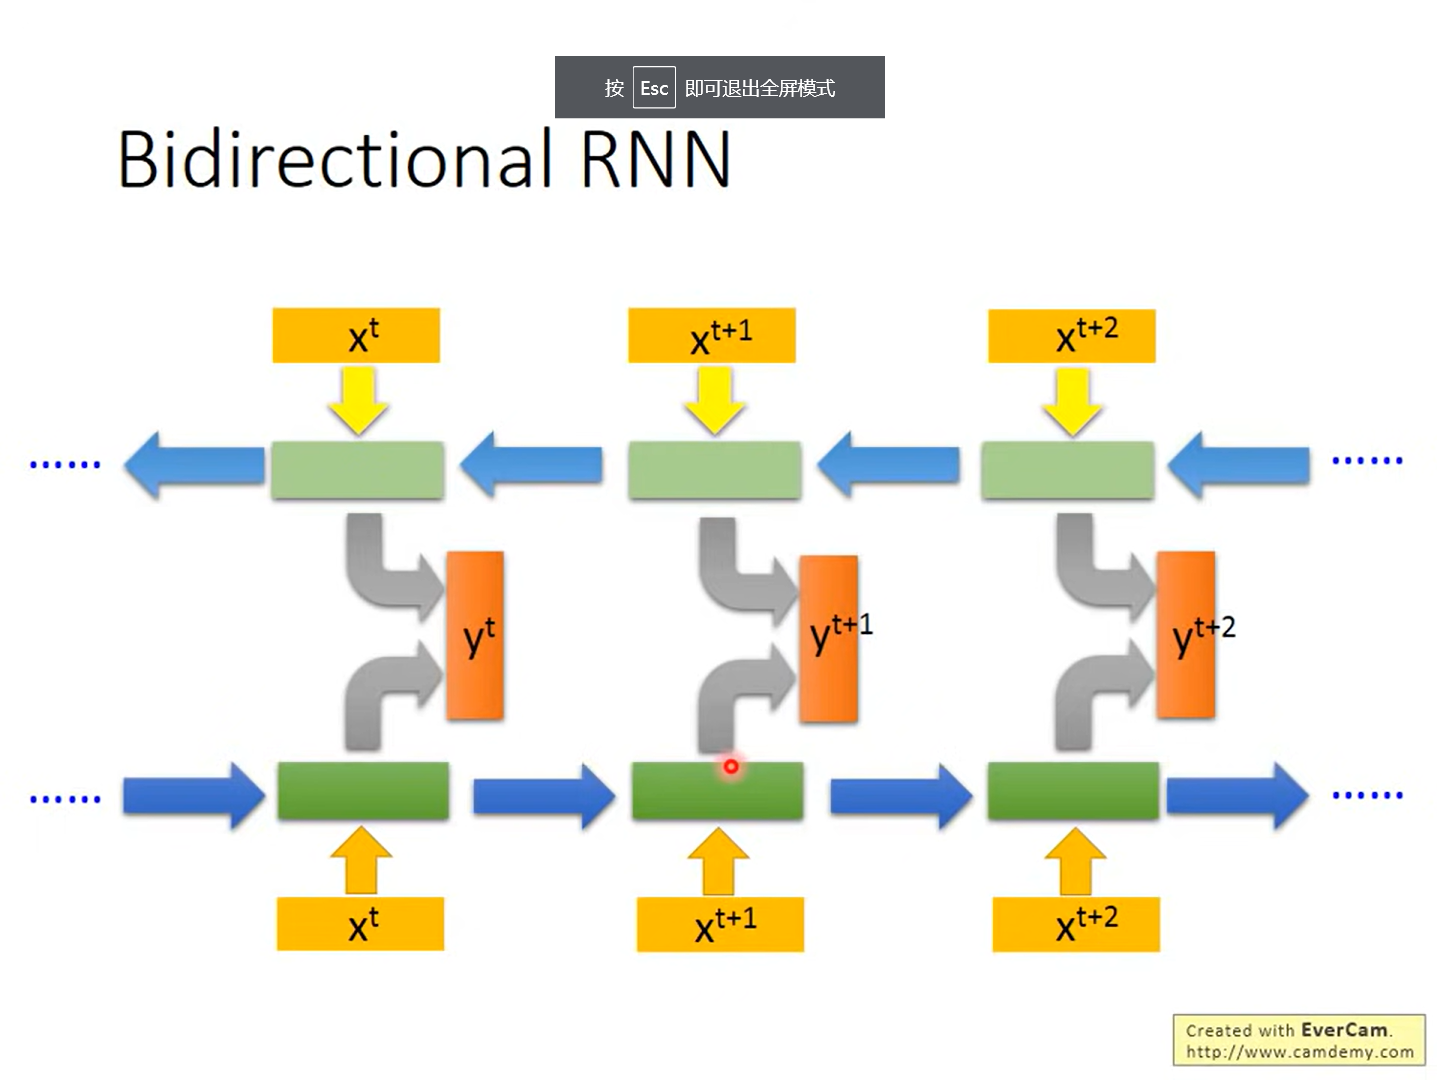 按 Esc 即可退出全屏模式
Bidirectional RNN
x^t x^t+1 x^t+2
...... ......
y^t y^t+1 y^t+2
...... ......
x^t x^t+1 x^t+2
Created with EverCam.
http://www.camdemy.com